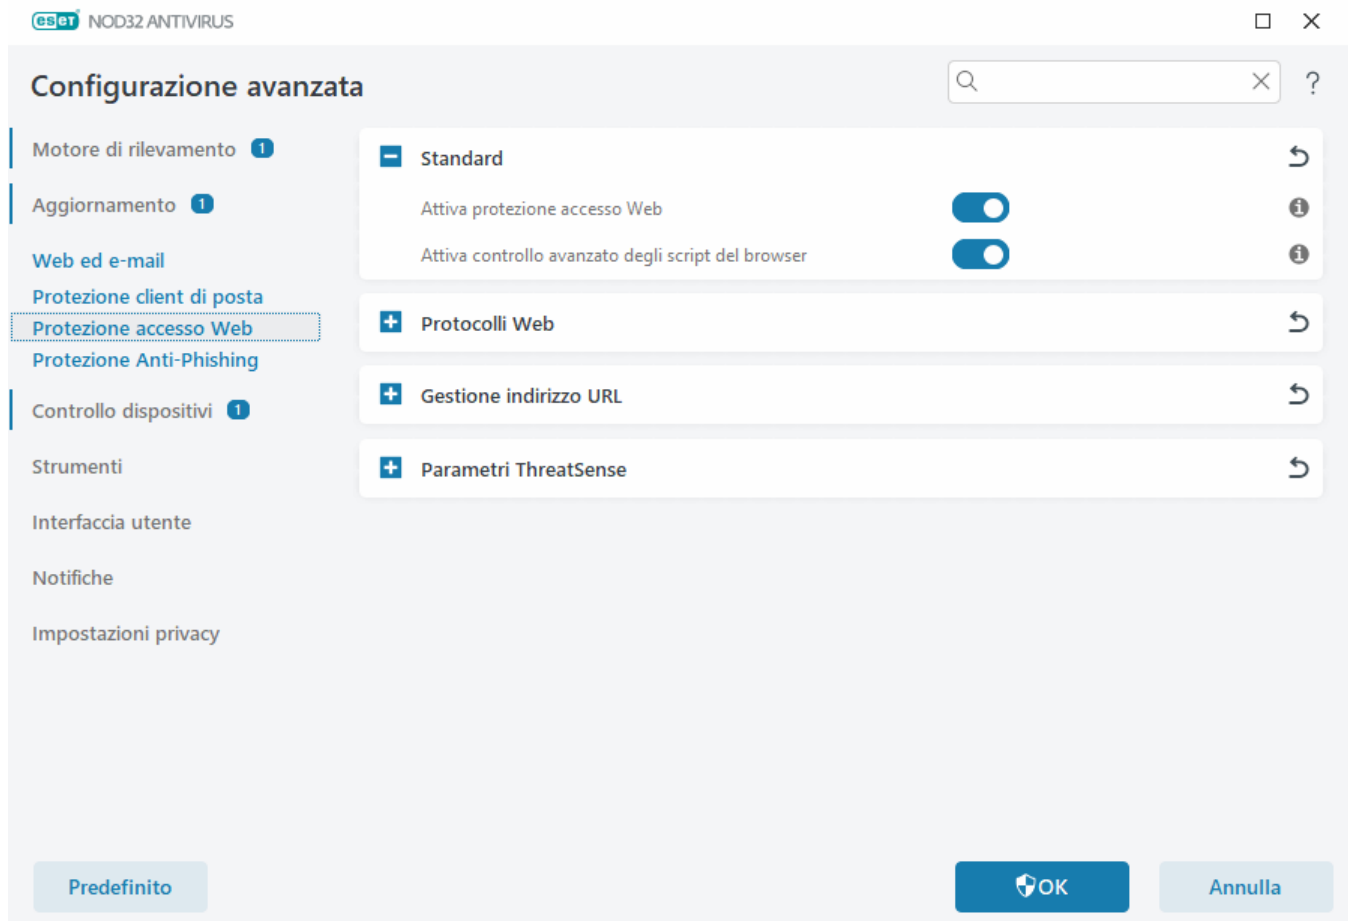 eset NOD32 ANTIVIRUS
Configurazione avanzata
?
Motore di rilevamento 1
Aggiornamento 1
Web ed e-mail
Protezione client di posta
Protezione accesso Web
Protezione Anti-Phishing
Controllo dispositivi 1
Strumenti
Interfaccia utente
Notifiche
Impostazioni privacy
Standard
Attiva protezione accesso Web
Attiva controllo avanzato degli script del browser
Protocolli Web
Gestione indirizzo URL
Parametri ThreatSense
Predefinito
OK
Annulla